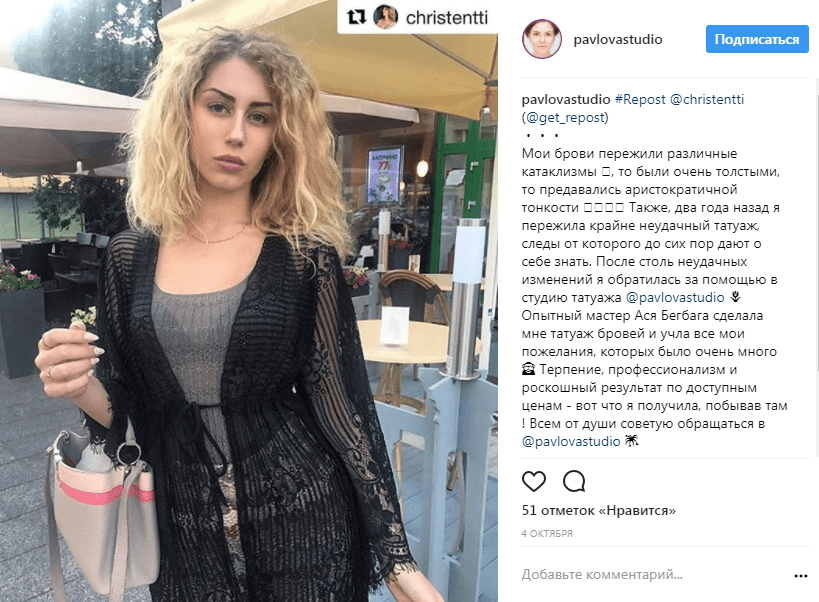 christentti
КАПУЧИНО
77
pavlovastudio
Подписаться
pavlovastudio #Repost @christentti
(@get_repost)
・・・
Мои брови пережили различные
катаклизмы , то были очень толстыми,
то предавались аристократичной
тонкости Также, два года назад я
пережила крайне неудачный татуаж,
следы от которого до сих пор дают о
себе знать. После столь неудачных
изменений я обратилась за помощью в
студию татуажа @pavlovastudio
Опытный мастер Ася Бегбага сделала
мне татуаж бровей и учла все мои
пожелания, которых было очень много
Терпение, профессионализм и
роскошный результат по доступным
ценам - вот что я получила, побывав там
! Всем от души советую обращаться в
@pavlovastudio
51 отметок «Нравится»
4 ОКТЯБРЯ
Добавьте комментарий...